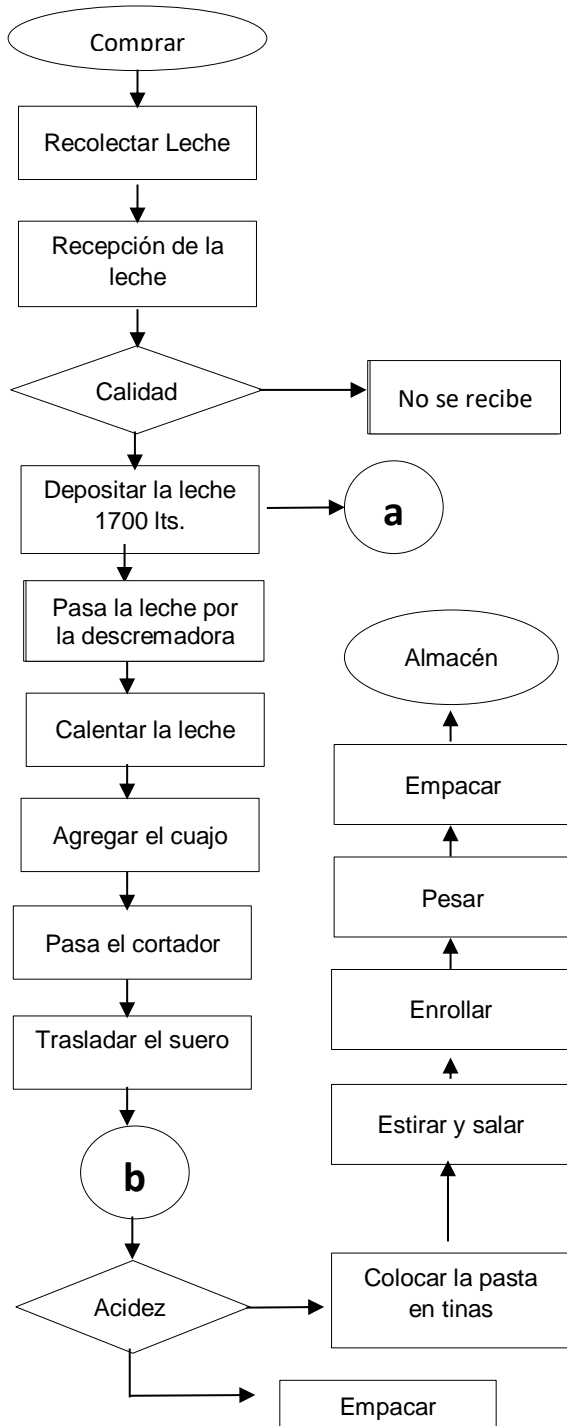 Comprar
Recolectar Leche
Recepción de la
leche
Calidad
No se recibe
Depositar la leche
1700 lts.
a
Pasa la leche por
la descremadora
Calentar la leche
Agregar el cuajo
Pasa el cortador
Trasladar el suero
b
Acidez
Colocar la pasta
en tinas
Estirar y salar
Enrollar
Pesar
Empacar
Almacén
Empacar